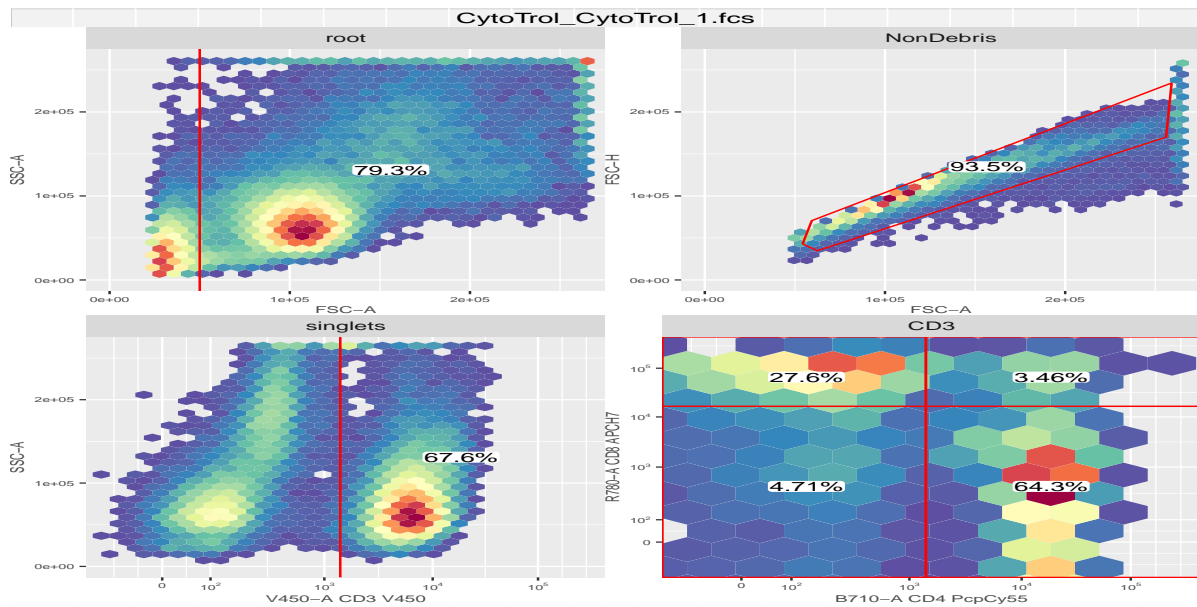 CytoTrol_CytoTrol_1.fcs
root
NonDebris
SSC-A
2e+05
1e+05
0e+00
79.3%
0e+00
1e+05
2e+05
FSC-A
FSC-H
2e+05
1e+05
0e+00
93.5%
0e+00
1e+05
2e+05
FSC-A
singlets
CD3
SSC-A
2e+05
1e+05
0e+00
67.6%
0
10²
10³
10⁴
10⁵
V450-A CD3 V450
R780-A CD8 APCH7
10⁵
10⁴
10³
10²
0
27.6%
3.46%
4.71%
64.3%
0
10²
10³
10⁴
10⁵
B710-A CD4 PcpCy55